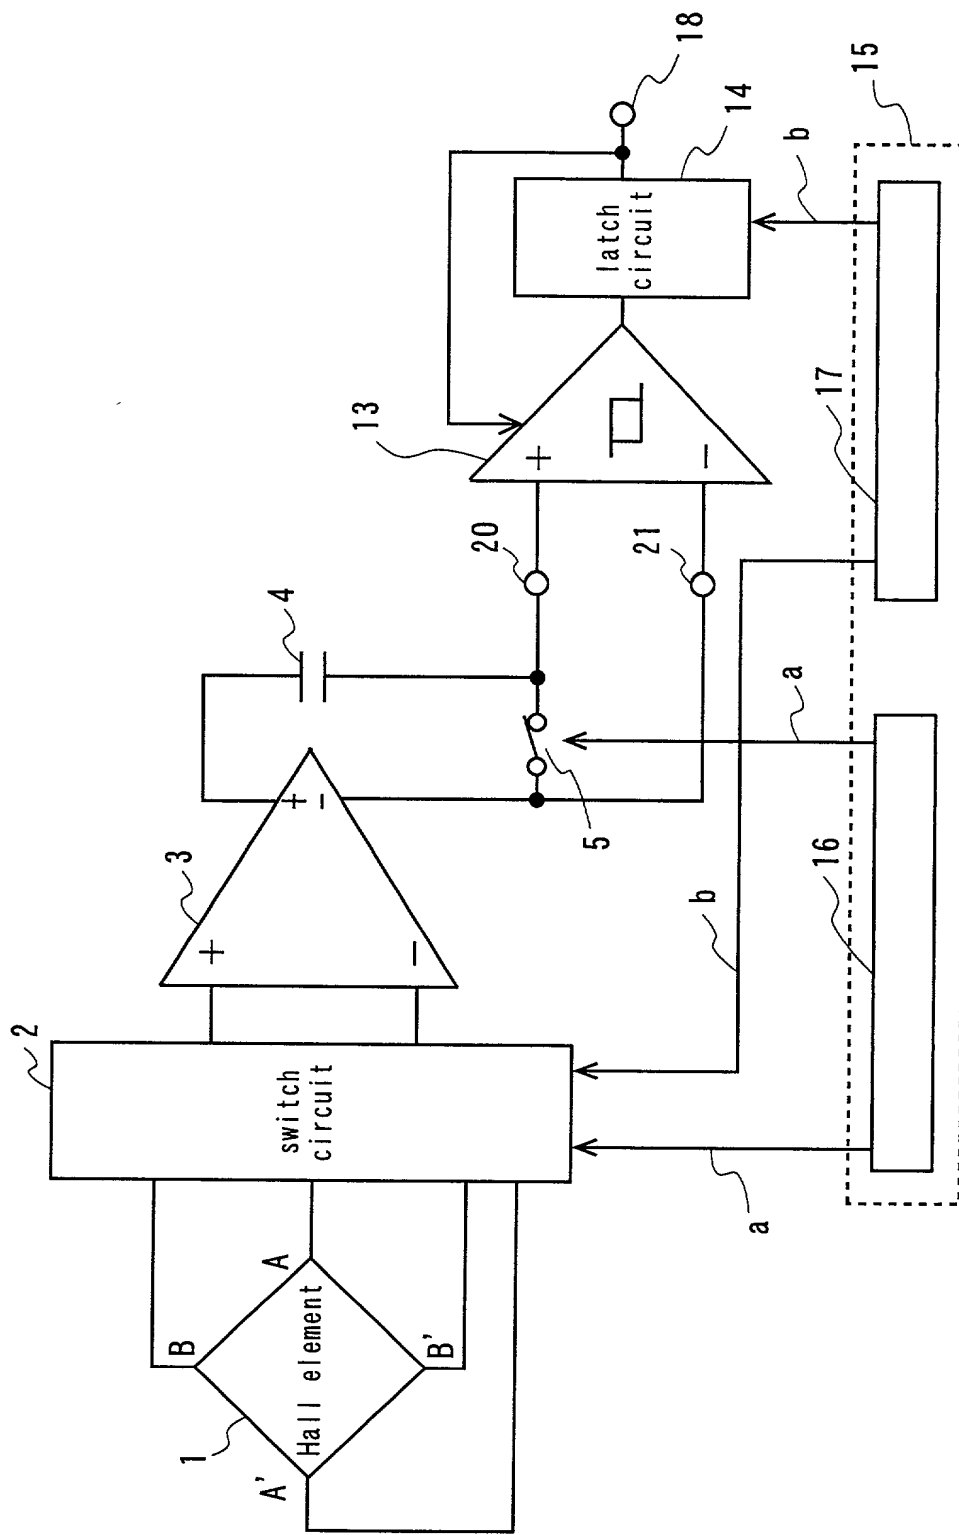 1
A'
B
A
B'
Hall element
2
switch
circuit
3
+
−
+
−
4
5
20
21
13
+
−
latch
circuit
14
18
a
b
a
b
15
16
17